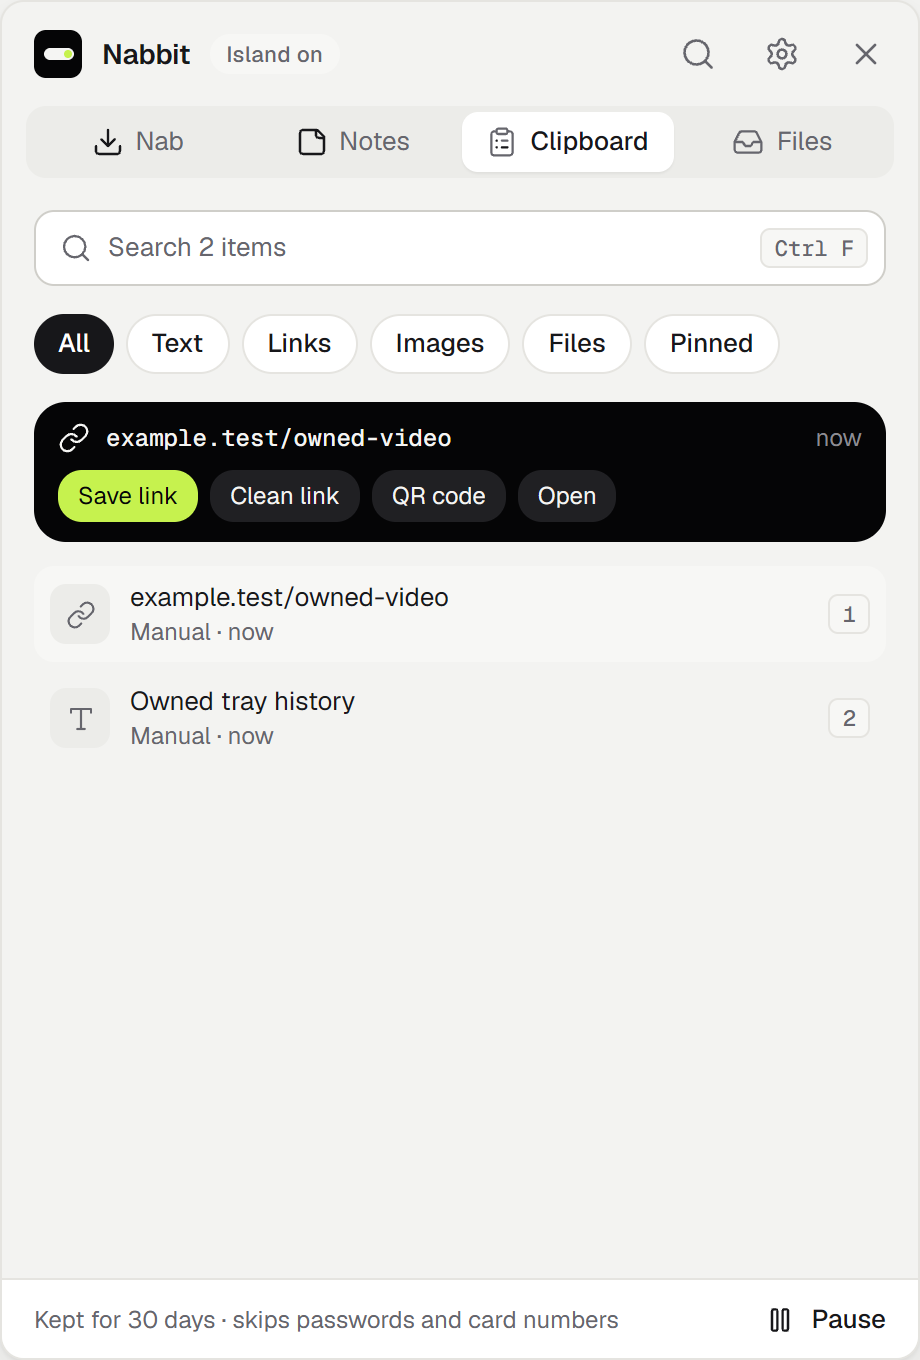 Nabbit Island on
Nab Notes Clipboard Files
Search 2 items Ctrl F
All Text Links Images Files Pinned
example.test/owned-video now
Save link Clean link QR code Open
example.test/owned-video
Manual · now
1
Owned tray history
Manual · now
2
Kept for 30 days · skips passwords and card numbers Pause